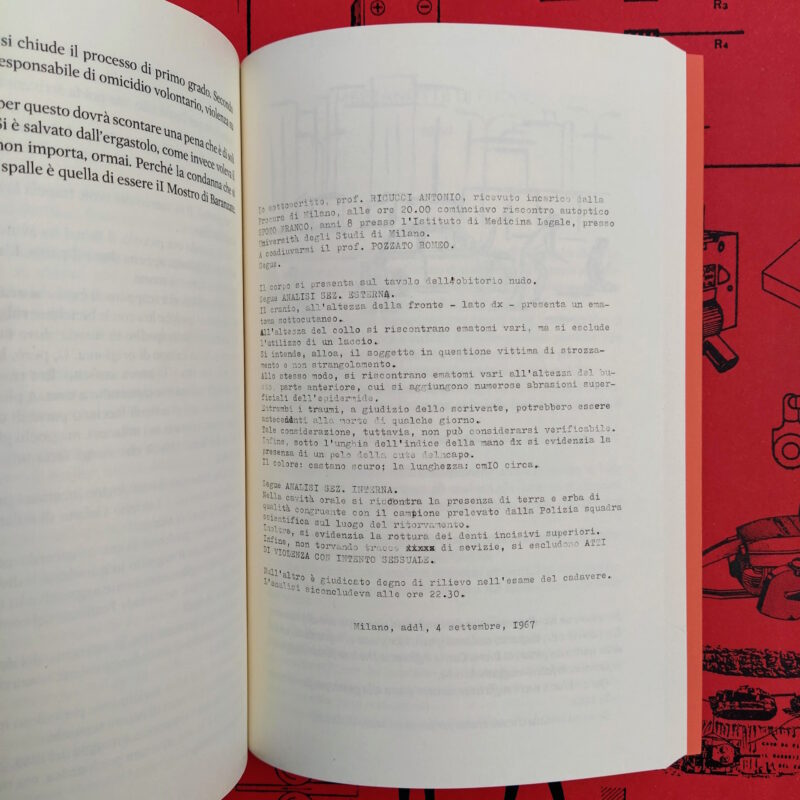 si chiude il processo di primo grado. Secondo
esponsabile di omicidio volontario, violenza su
per questo dovrà scontare una pena che è di soli
Si è salvato dall'ergastolo, come invece voleva il
non importa, ormai. Perché la condanna che
spalle è quella di essere il Mostro di Baranzate
Io sottoscritto, prof. RICUCCI ANTONIO, ricevuto incarico dalla
Procura di Milano, alle ore 20.00 cominciavo riscontro autoptico
SPONO FRANCO, anni 8 presso l'Istituto di Medicina Legale, presso
Università degli Studi di Milano.
A coadiuvarmi il prof. POZZATO ROMEO.
Segue.
Il corpo si presenta sul tavolo dell'obitorio nudo.
Segue ANALISI SEZ. ESTERNA.
Il cranio, all'altezza della fronte - lato dx - presenta un ema-
toma sottocutaneo.
All'altezza del collo si riscontrano ematomi vari, ma si esclude
l'utilizzo di un laccio.
Si intende, alloa, il soggetto in questione vittima di strozza-
mento e non strangolamento.
Allo stesso modo, si riscontrano ematomi vari all'altezza del bu-
sto, parte anteriore, cui si aggiungono numerose abrasioni super-
ficiali dell'epidermide.
Entrambi i traumi, a giudizio dello scrivente, potrebbero essere
antecedenti alla morte di qualche giorno.
Tale considerazione, tuttavia, non può considerarsi verificabile.
Infine, sotto l'unghia dell'indice della mano dx si evidenzia la
presenza di un pelo della cute delncapo.
Il colore: castano scuro; la lunghezza: cm10 circa.
Segue ANALISI SEZ. INTERNA.
Nella cavità orale si riscontra la presenza di terra e erba di
qualità congruente con il campione prelevato dalla Polizia squadra
scientifica sul luogo del ritorvamento.
Inoltre, si evidenzia la rottura dei denti incisivi superiori.
Infine, non torvando tracce xixxx di sevizie, si escludono ATTI
DI VIOLENZA CON INTENTO SESSUALE.
Null'altro è giudicato degno di rilievo nell'esame del cadavere.
L'analisi siconcludeva alle ore 22.30.
Milano, addì, 4 settembre, 1967
R3
R4